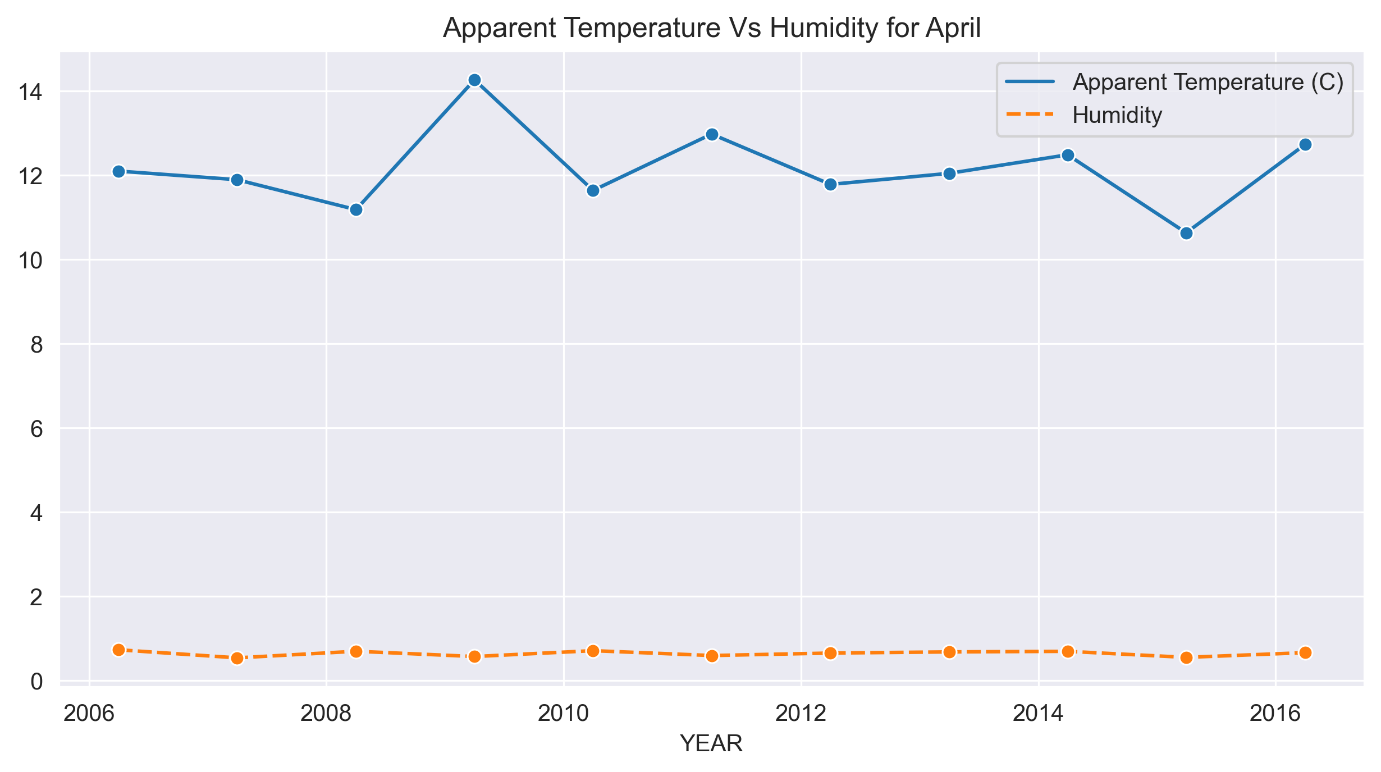 Apparent Temperature Vs Humidity for April
Apparent Temperature (C)
Humidity
14
12
10
8
6
4
2
0
2006 2008 2010 2012 2014 2016
YEAR